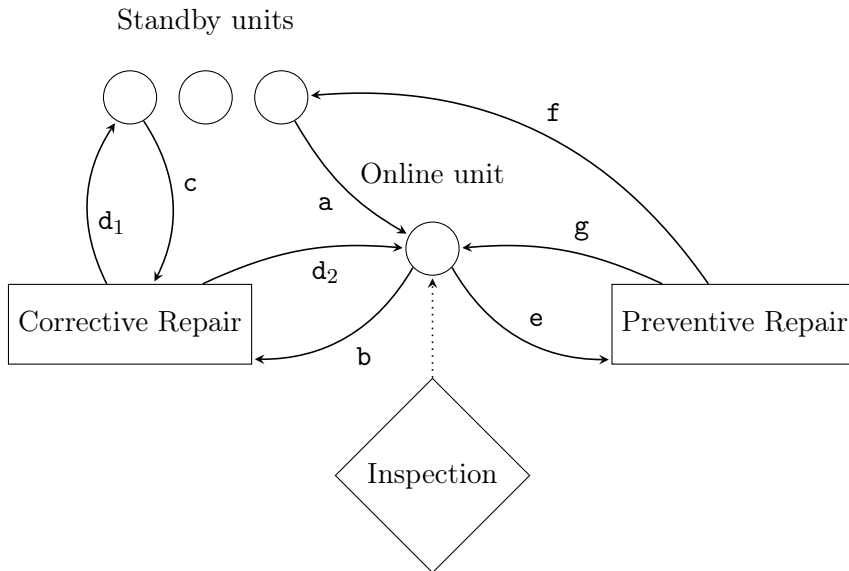 Standby units
f
c
Online unit
a
d1
g
d2
Corrective Repair
e
Preventive Repair
b
Inspection